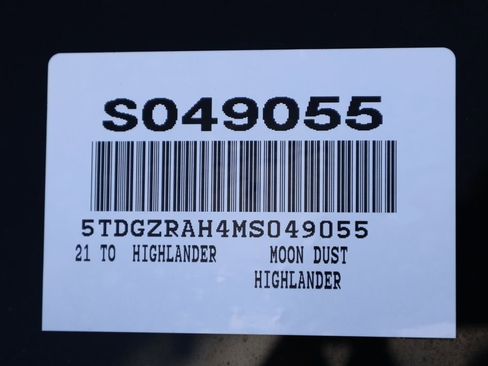 S049055
5TDGZRAH4MS049055
21 TO HIGHLANDER MOON DUST
HIGHLANDER